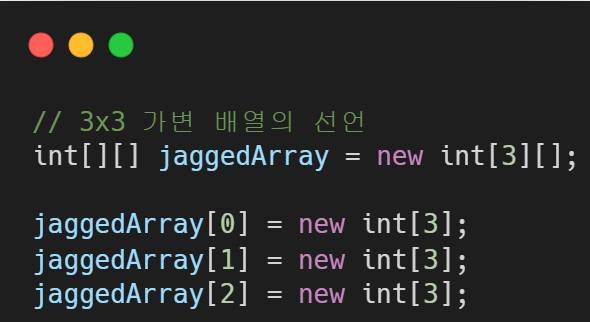 // 3x3 가변 배열의 선언
int[][] jaggedArray = new int[3][];
jaggedArray[0] = new int[3];
jaggedArray[1] = new int[3];
jaggedArray[2] = new int[3];